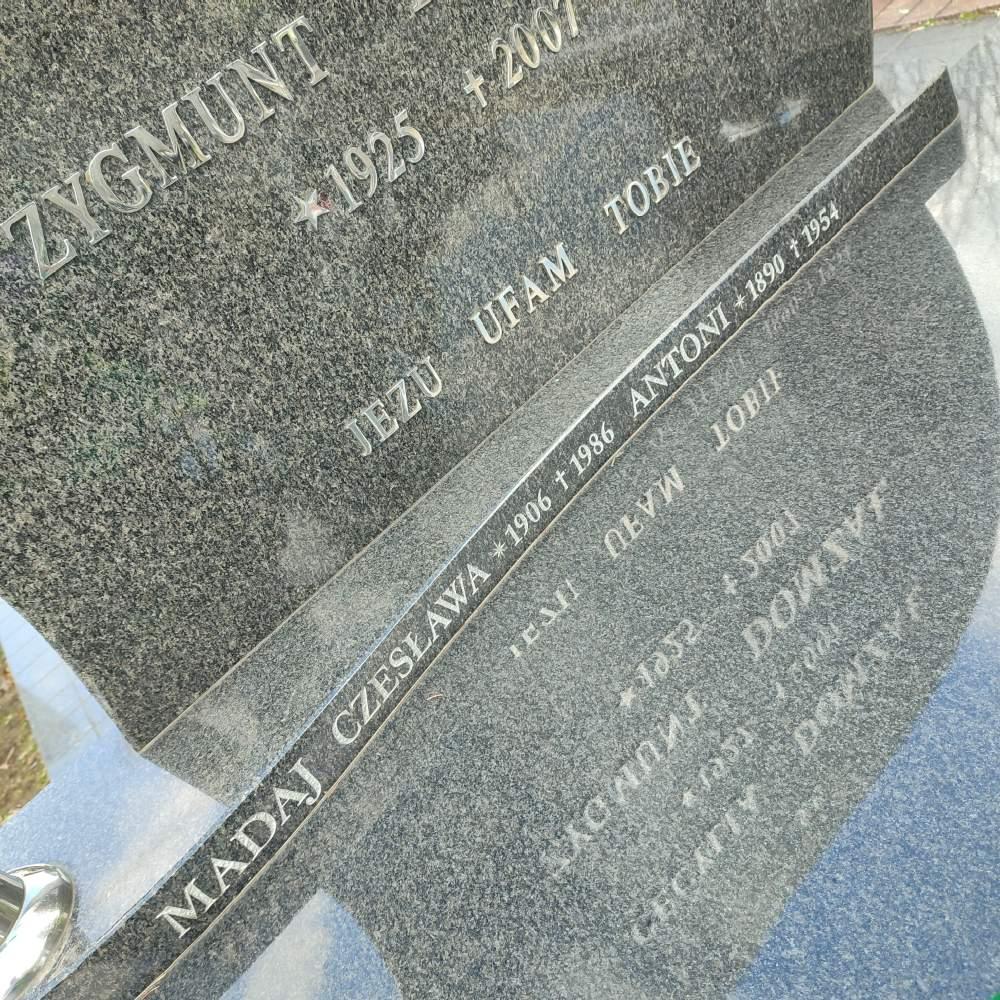 ZYGMUNT
★1925 †2007
JEZU UFAM TOBIE
MADAJ CZESŁAWA *1906 †1986 ANTONI *1890 †1954